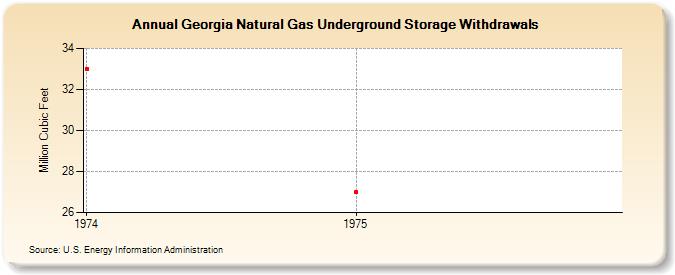 Annual Georgia Natural Gas Underground Storage Withdrawals
Million Cubic Feet
34
32
30
28
26
1974
1975
Source: U.S. Energy Information Administration